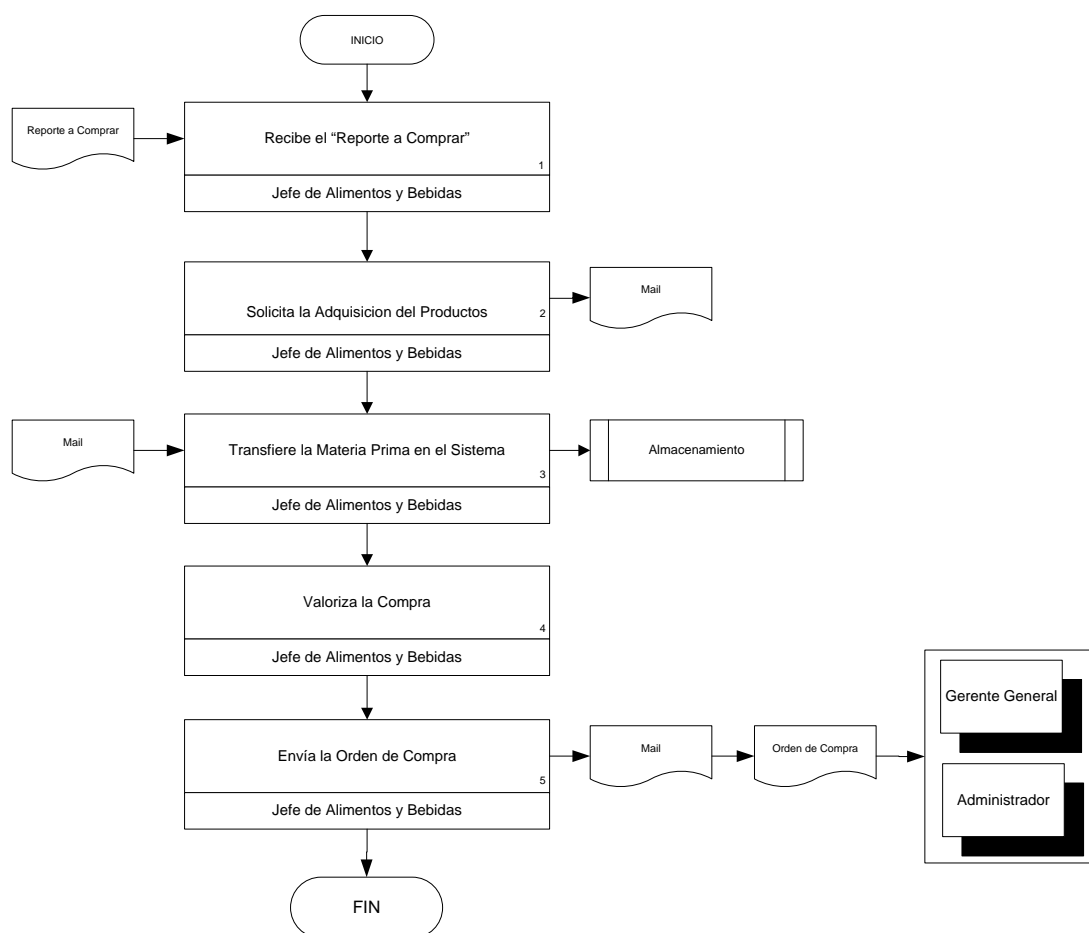 INICIO
Reporte a Comprar
Recibe el “Reporte a Comprar”
1
Jefe de Alimentos y Bebidas
Mail
Solicita la Adquisicion del Productos
2
Jefe de Alimentos y Bebidas
Mail
Transfiere la Materia Prima en el Sistema
3
Almacenamiento
Jefe de Alimentos y Bebidas
Valoriza la Compra
4
Jefe de Alimentos y Bebidas
Envía la Orden de Compra
5
Mail
Orden de Compra
Gerente General
Administrador
Jefe de Alimentos y Bebidas
FIN